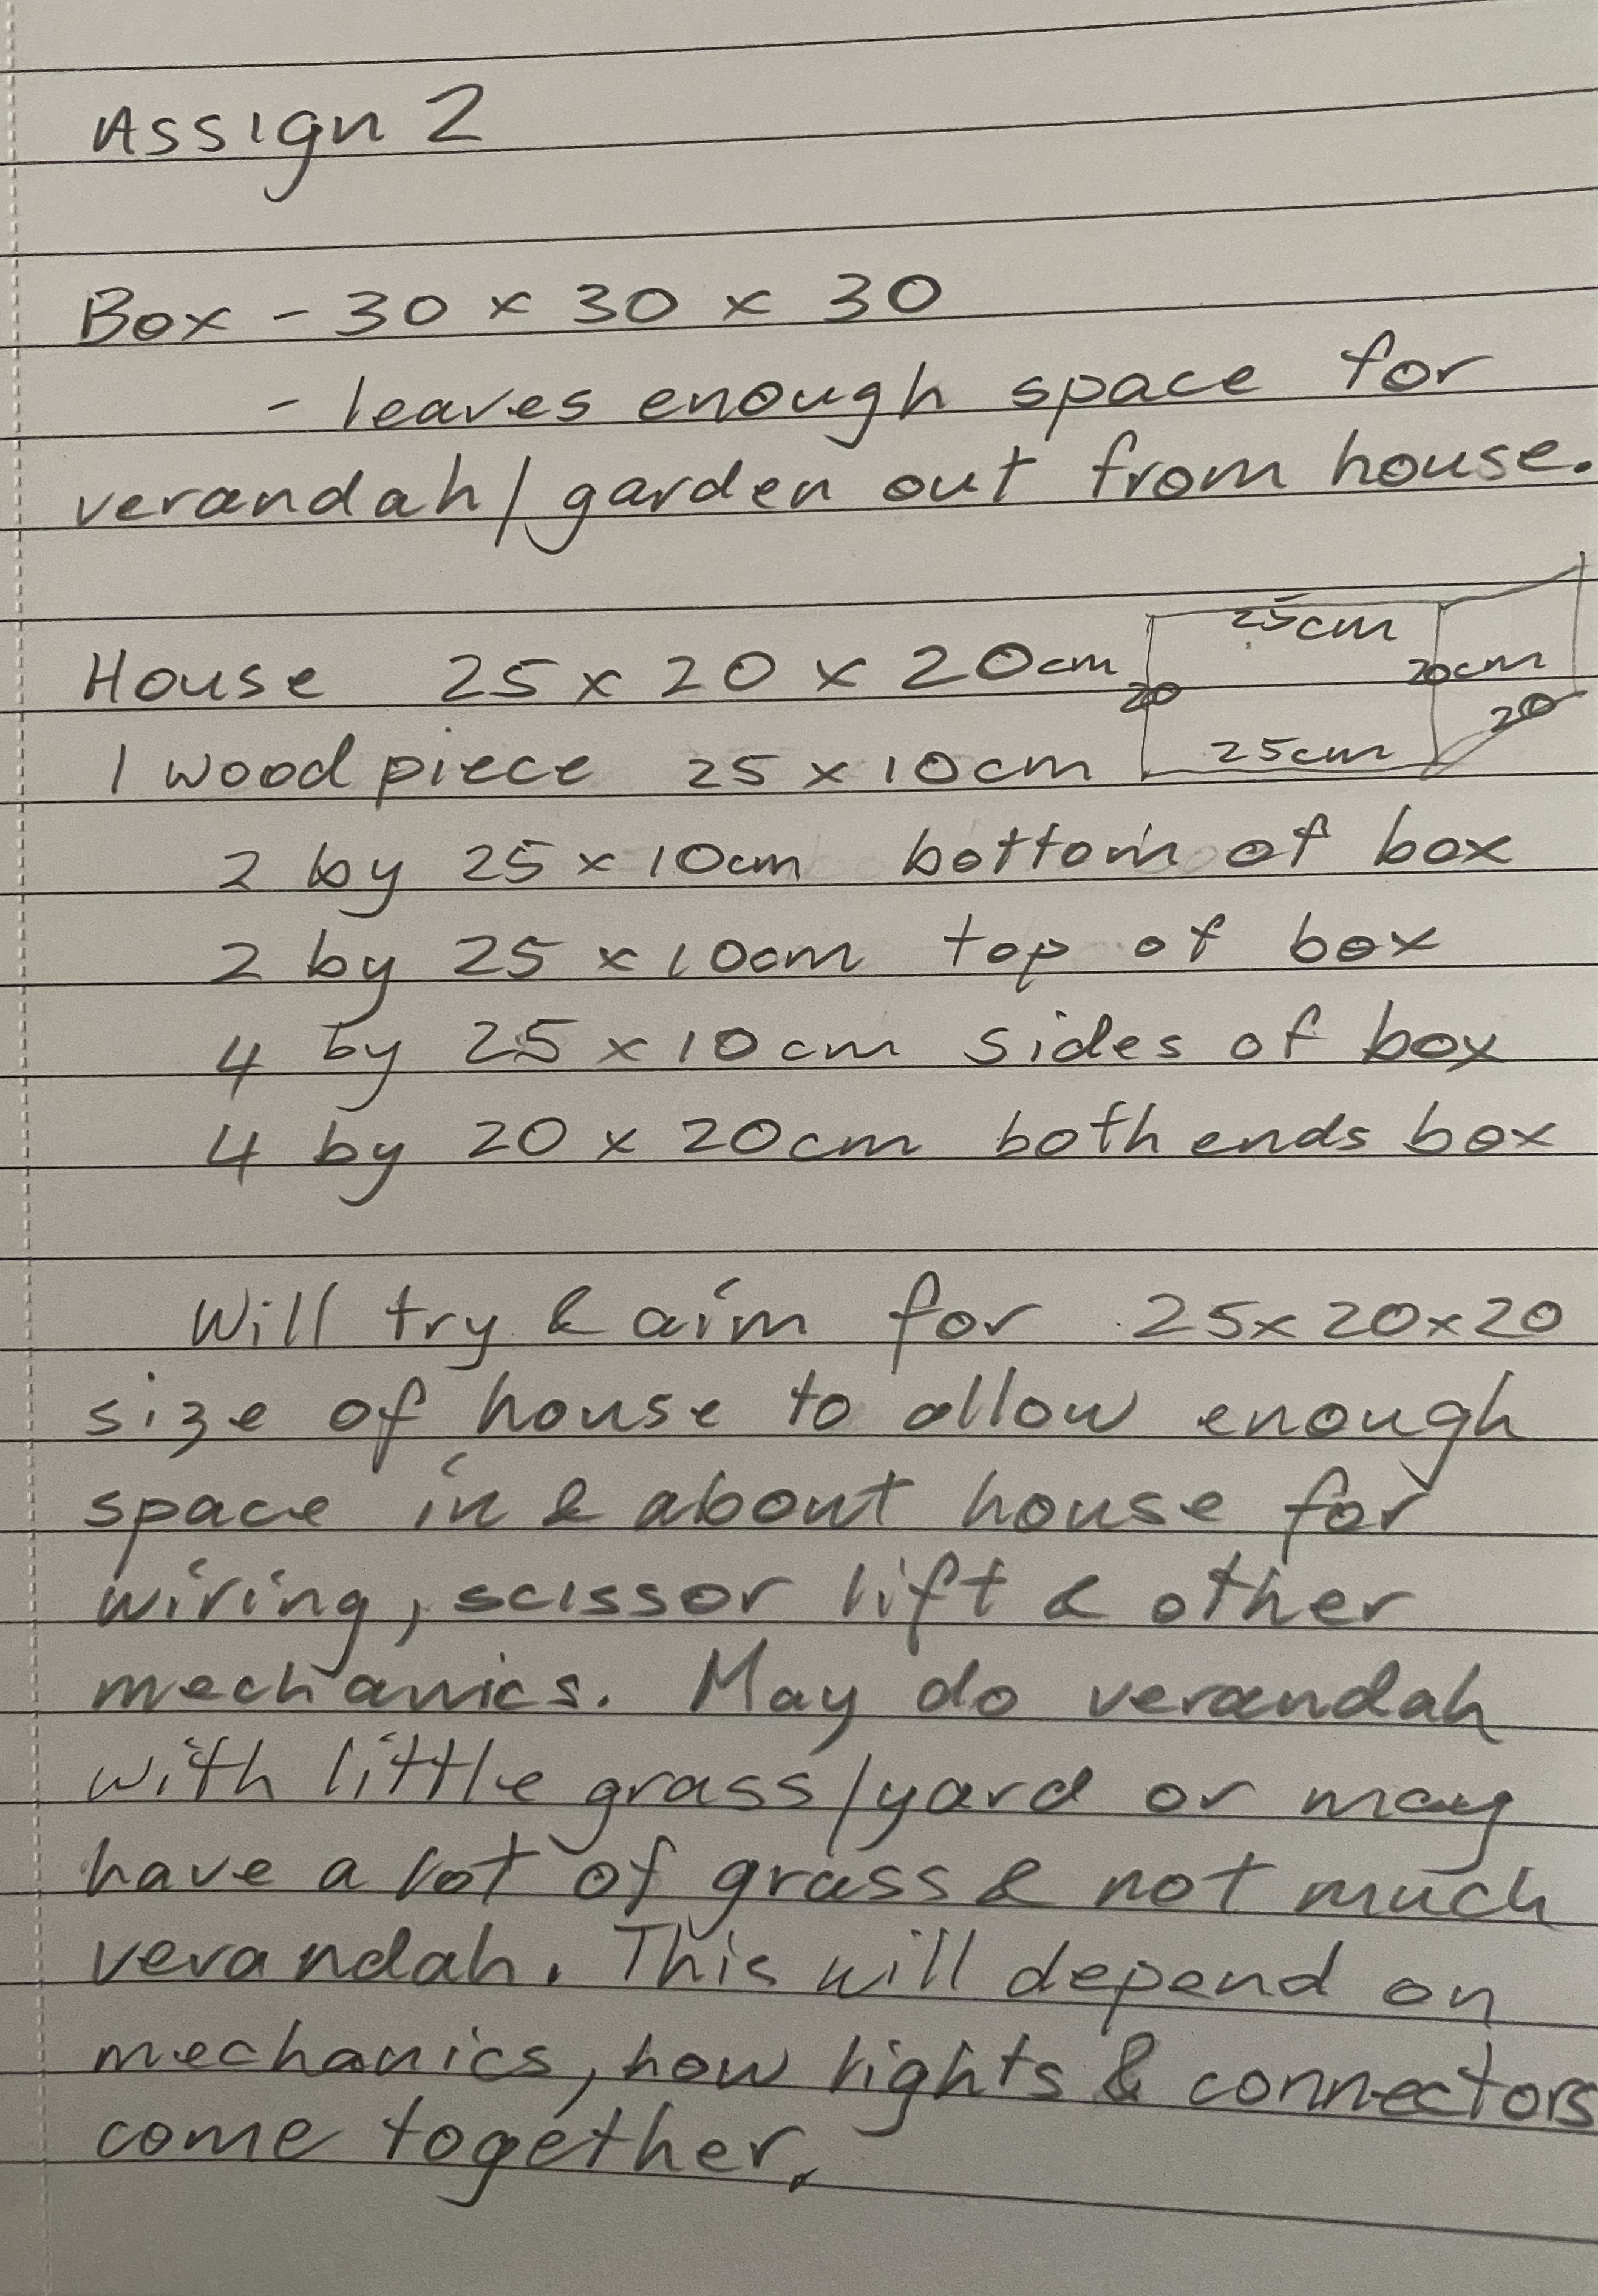 Assign 2
Box - 30 x 30 x 30
- leaves enough space for
verandah/garden out from house.
25cm
House 25 x 20 x 20cm
20
20cm
20
1 wood piece 25 x 10cm
25cm
2 by 25 x 10cm bottom of box
2 by 25 x 10cm top of box
4 by 25 x 10cm sides of box
4 by 20 x 20cm both ends box
Will try & aim for 25x 20x20
size of house to allow enough
space in & about house for
wiring, scissor lift & other
mechanics. May do verandah
with little grass/yard or may
have a lot of grass & not much
verandah. This will depend on
mechanics, how lights & connectors
come together.